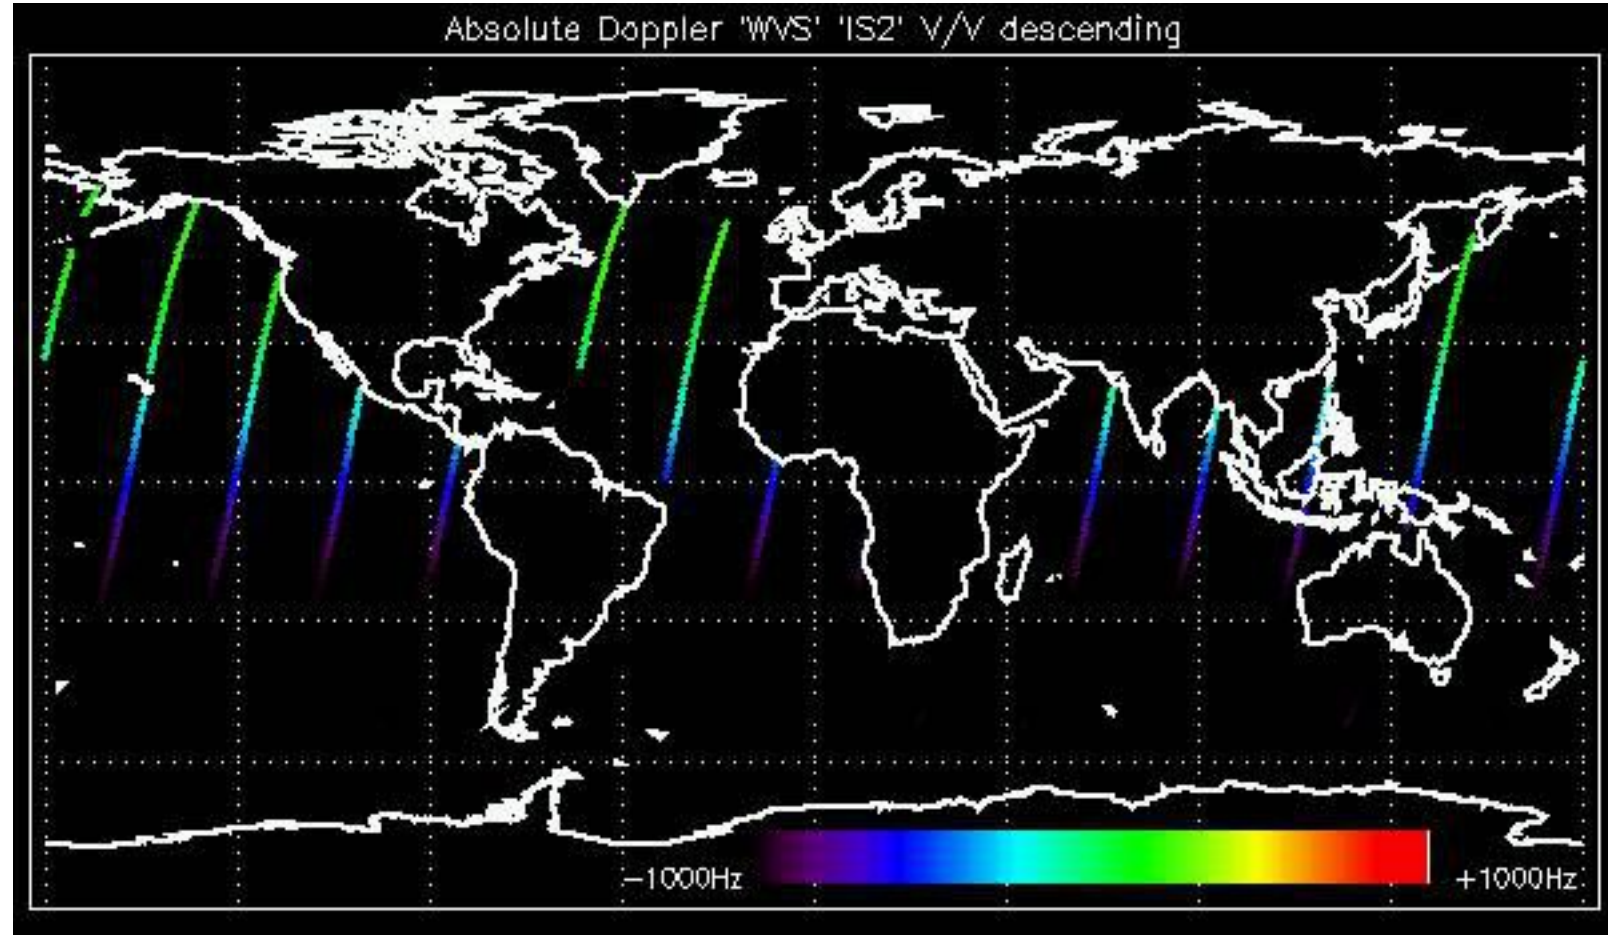 Absolute Doppler 'WVS' 'IS2' V/V descending
−1000Hz
+1000Hz